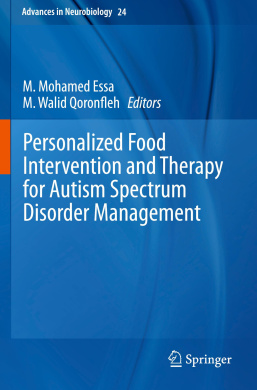 Advances in Neurobiology 24
M. Mohamed Essa
M. Walid Qoronfleh Editors
Personalized Food
Intervention and Therapy
for Autism Spectrum
Disorder Management
Springer